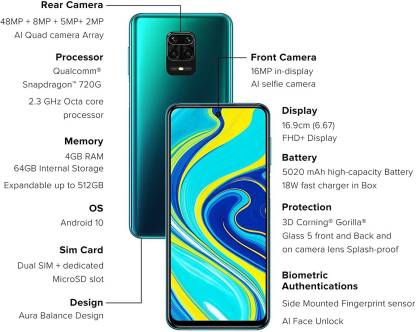 Rear Camera
48MP + 8MP + 5MP+ 2MP
AI Quad camera Array
Processor
Qualcomm®
Snapdragon™ 720G
2.3 GHz Octa core
processor
Memory
4GB RAM
64GB Internal Storage
Expandable up to 512GB
OS
Android 10
Sim Card
Dual SIM + dedicated
MicroSD slot
Design
Aura Balance Design
Front Camera
16MP in-display
AI selfie camera
Display
16.9cm (6.67)
FHD+ Display
Battery
5020 mAh high-capacity Battery
18W fast charger in Box
Protection
3D Corning® Gorilla®
Glass 5 front and Back and
on camera lens Splash-proof
Biometric
Authentications
Side Mounted Fingerprint sensor
AI Face Unlock